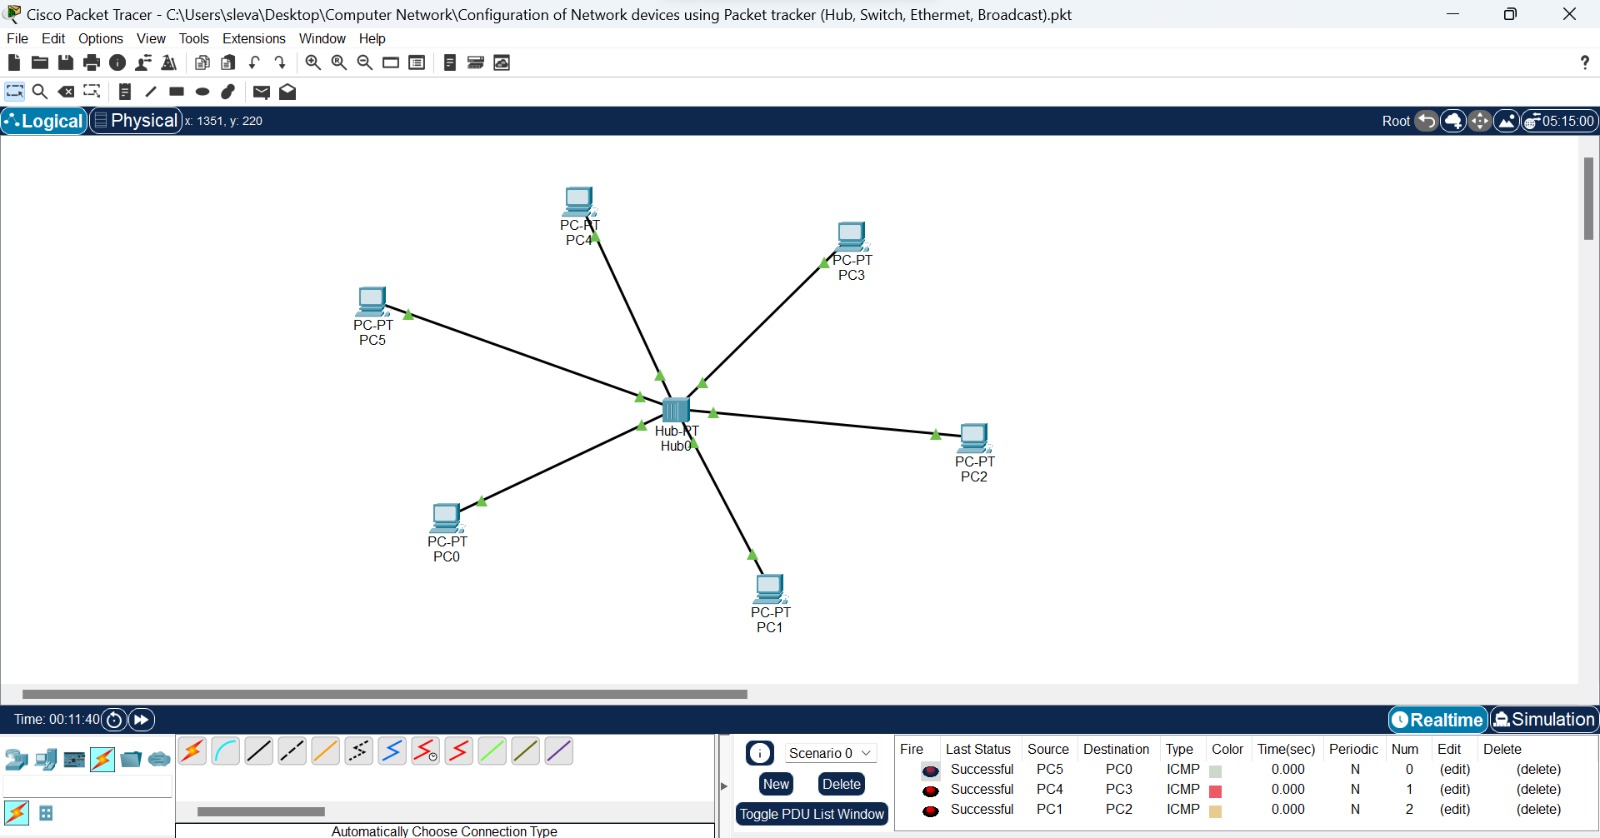 Cisco Packet Tracer - C:\Users\sleva\Desktop\Computer Network\Configuration of Network devices using Packet tracker (Hub, Switch, Ethermet, Broadcast).pkt
File Edit Options View Tools Extensions Window Help
?
Logical Physical x: 1351, y: 220 Root 05:15:00
PC-PT
PC4
PC-PT
PC3
PC-PT
PC5
Hub-PT
Hub0
PC-PT
PC2
PC-PT
PC0
PC-PT
PC1
Time: 00:11:40 Realtime Simulation
Scenario 0
New Delete
Toggle PDU List Window
Fire Last Status Source Destination Type Color Time(sec) Periodic Num Edit Delete
Successful PC5 PC0 ICMP 0.000 N 0 (edit) (delete)
Successful PC4 PC3 ICMP 0.000 N 1 (edit) (delete)
Successful PC1 PC2 ICMP 0.000 N 2 (edit) (delete)
Automatically Choose Connection Type